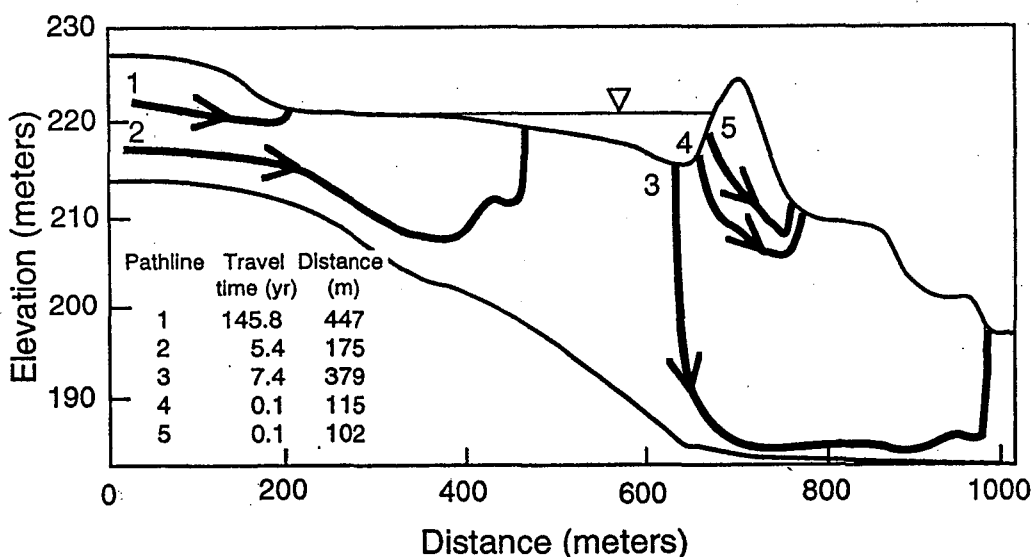 230
220
210
200
190
Elevation (meters)
1
2
3
4
5
Pathline Travel time (yr) Distance (m)
1 145.8 447
2 5.4 175
3 7.4 379
4 0.1 115
5 0.1 102
0 200 400 600 800 1000
Distance (meters)